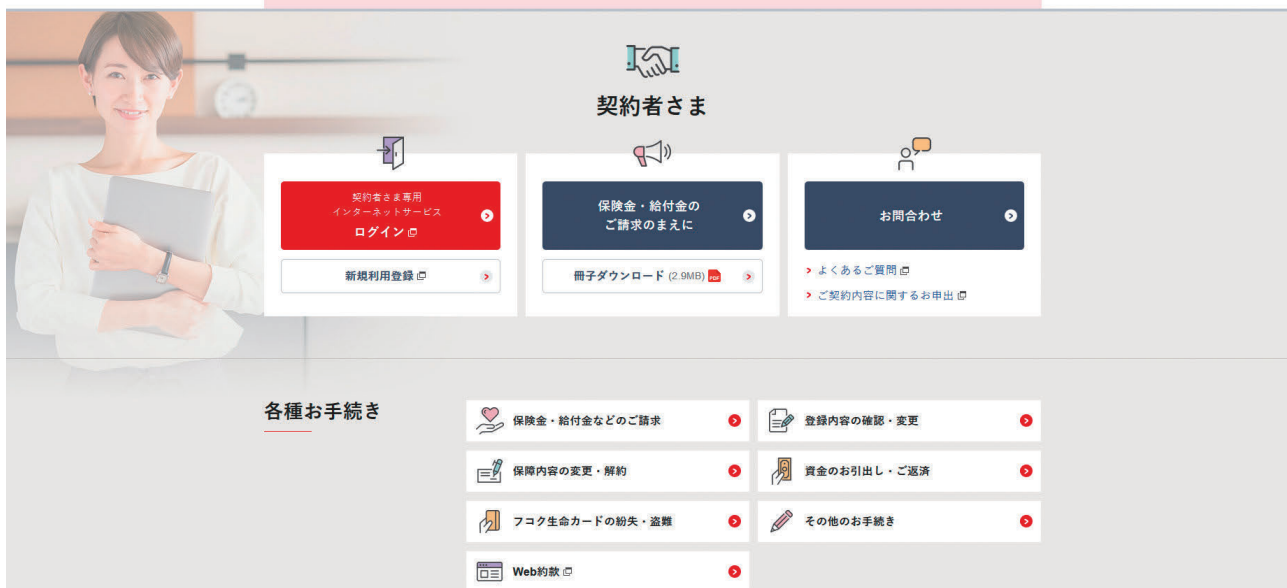 契約者さま
契約者さま専用
インターネットサービス
ログイン
新規利用登録
保険金・給付金の
ご請求のまえに
冊子ダウンロード (2.9MB) PDF
お問合わせ
よくあるご質問
ご契約内容に関するお申出
各種お手続き
保険金・給付金などのご請求
登録内容の確認・変更
保障内容の変更・解約
資金のお引出し・ご返済
フコク生命カードの紛失・盗難
その他のお手続き
Web約款